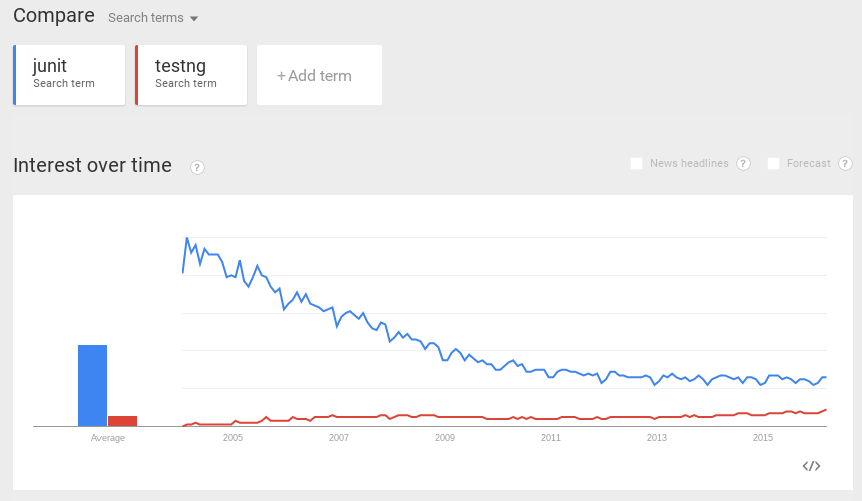 Compare Search terms
junit
Search term
testng
Search term
+Add term
Interest over time ?
News headlines ? Forecast ?
Average 2005 2007 2009 2011 2013 2015
</>